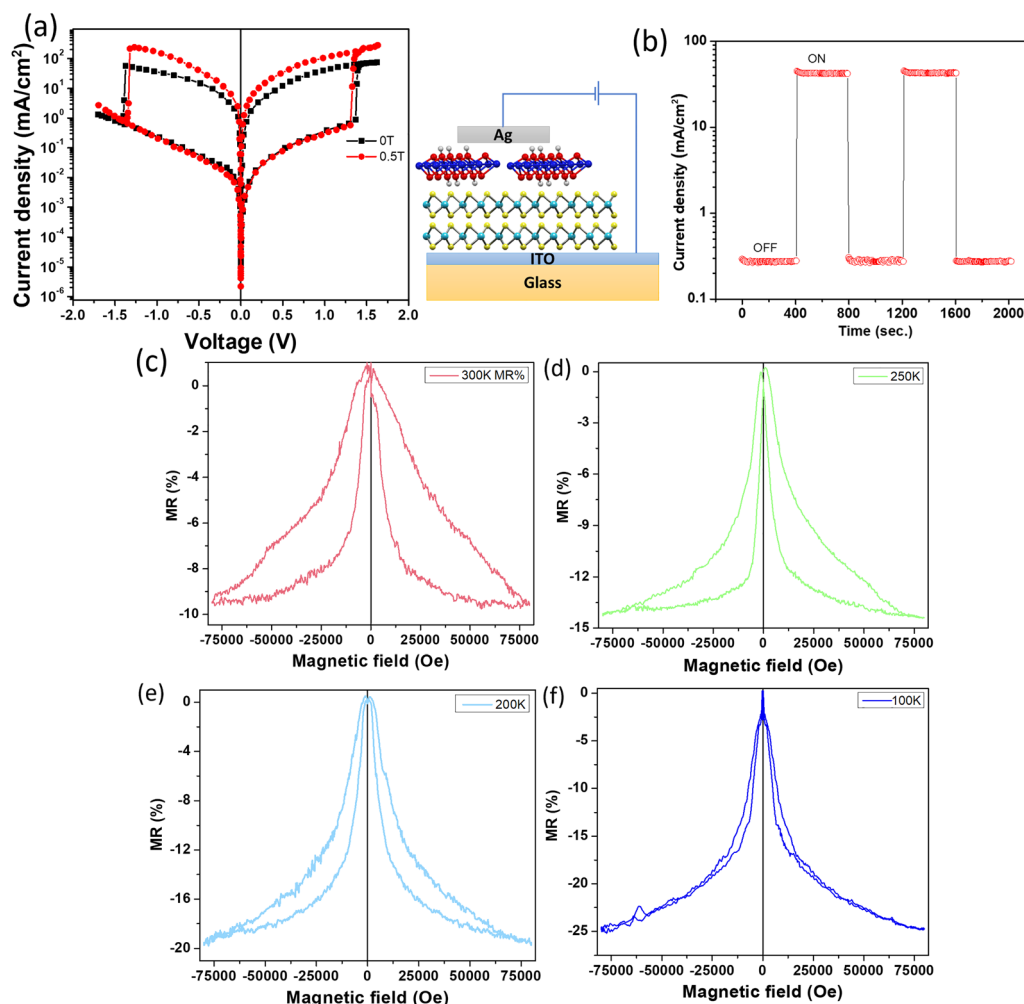 (a)
Current density (mA/cm²)
10³
10²
10¹
10⁰
10⁻¹
10⁻²
10⁻³
10⁻⁴
10⁻⁵
10⁻⁶
0T
0.5T
-2.0 -1.5 -1.0 -0.5 0.0 0.5 1.0 1.5 2.0
Voltage (V)
Ag
ITO
Glass
(b)
Current density (mA/cm²)
100
10
1
0.1
ON
OFF
0 400 800 1200 1600 2000
Time (sec.)
(c)
300K MR%
MR (%)
0
-2
-4
-6
-8
-10
-75000 -50000 -25000 0 25000 50000 75000
Magnetic field (Oe)
(d)
250K
MR (%)
0
-3
-6
-9
-12
-15
-75000 -50000 -25000 0 25000 50000 75000
Magnetic field (Oe)
(e)
200K
MR (%)
0
-4
-8
-12
-16
-20
-75000 -50000 -25000 0 25000 50000 75000
Magnetic field (Oe)
(f)
100K
MR (%)
0
-5
-10
-15
-20
-25
-75000 -50000 -25000 0 25000 50000 75000
Magnetic field (Oe)